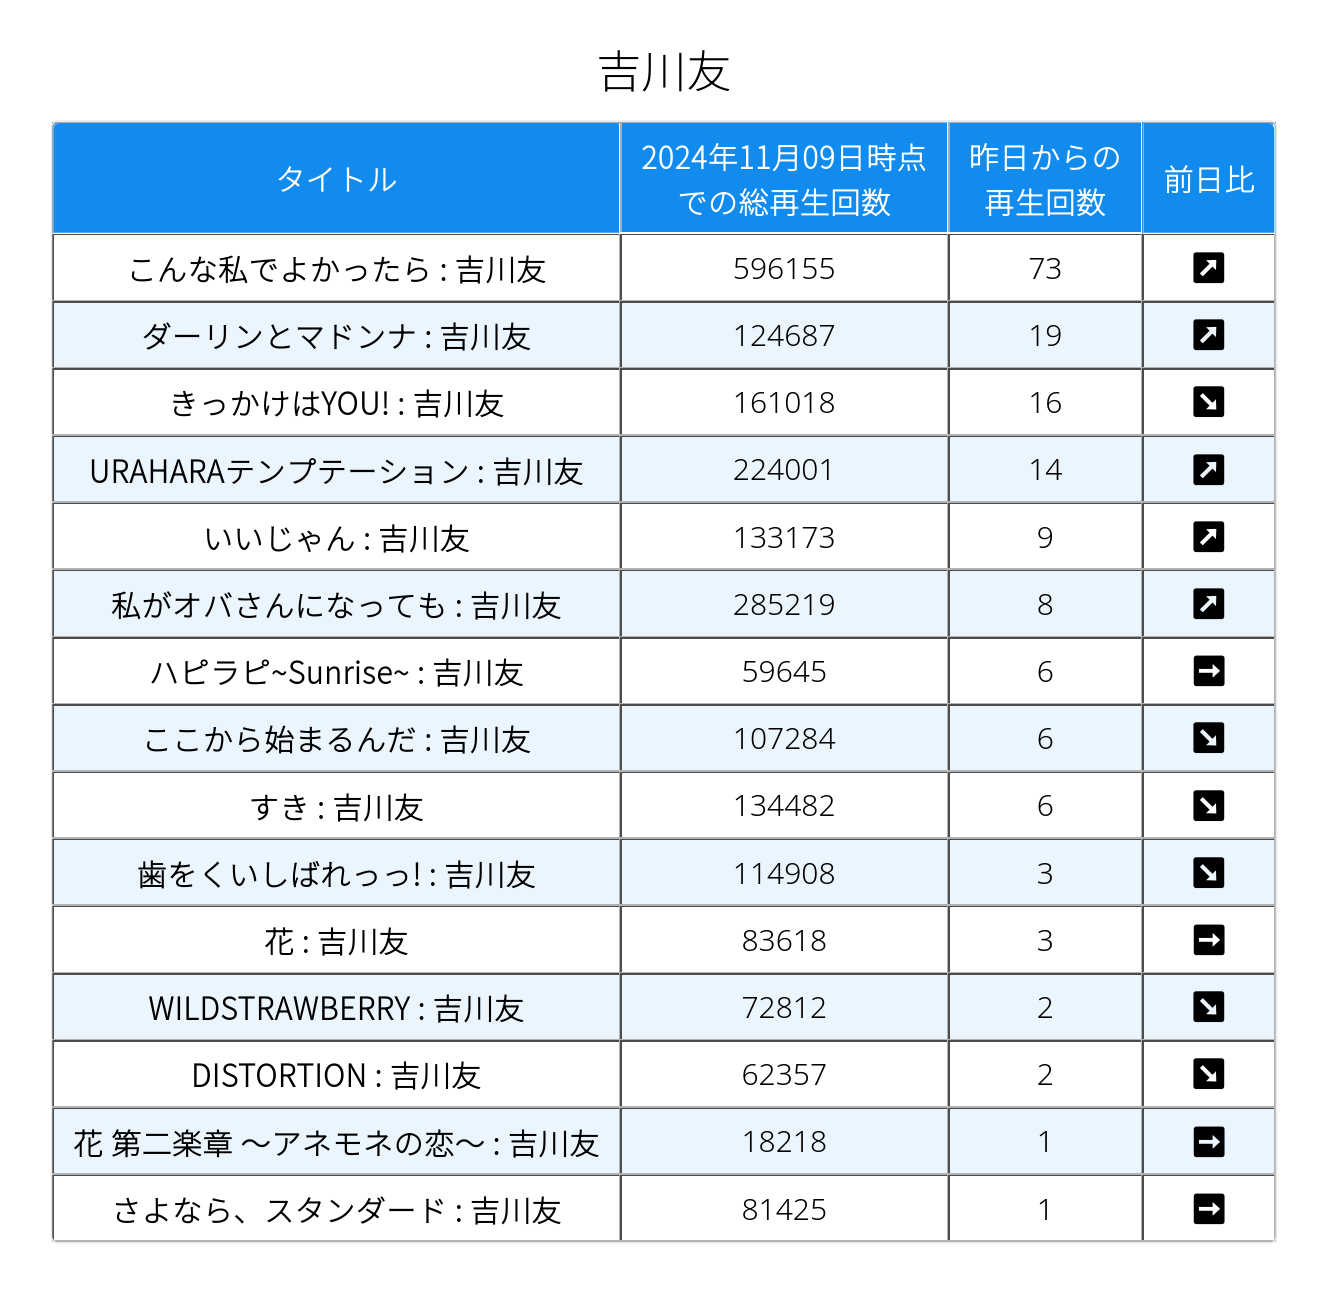 吉川友
タイトル
2024年11月09日時点
での総再生回数
昨日からの
再生回数
前日比
こんな私でよかったら : 吉川友 596155 73
ダーリンとマドンナ : 吉川友 124687 19
きっかけはYOU! : 吉川友 161018 16
URAHARAテンプテーション : 吉川友 224001 14
いいじゃん : 吉川友 133173 9
私がオバさんになっても : 吉川友 285219 8
ハピラピ~Sunrise~ : 吉川友 59645 6
ここから始まるんだ : 吉川友 107284 6
すき : 吉川友 134482 6
歯をくいしばれっっ! : 吉川友 114908 3
花 : 吉川友 83618 3
WILDSTRAWBERRY : 吉川友 72812 2
DISTORTION : 吉川友 62357 2
花 第二楽章 〜アネモネの恋〜 : 吉川友 18218 1
さよなら、スタンダード : 吉川友 81425 1